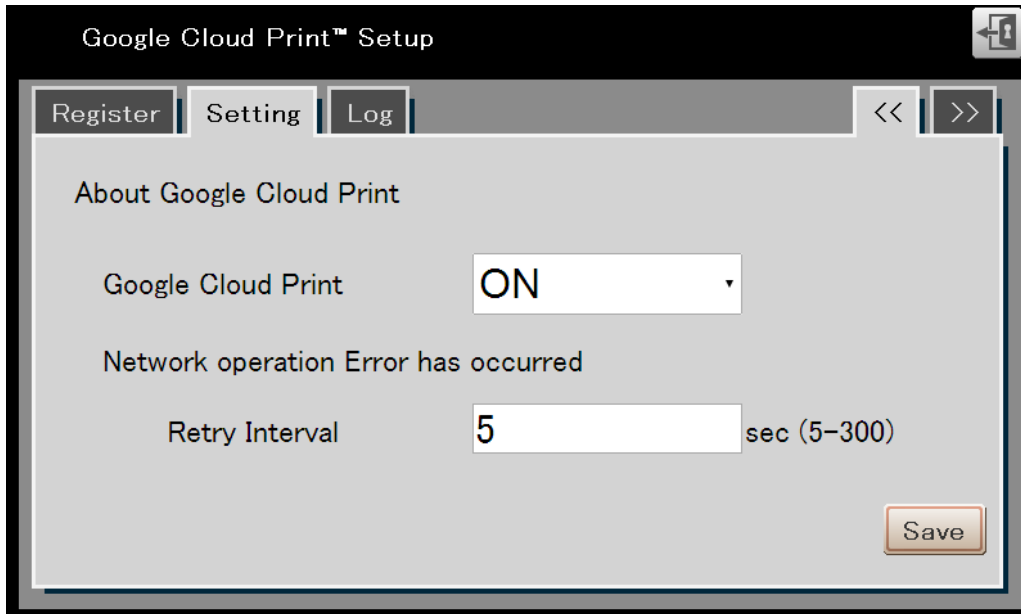 Google Cloud Print™ Setup
Register Setting Log << >>
About Google Cloud Print
Google Cloud Print ON
Network operation Error has occurred
Retry Interval 5 sec (5-300)
Save